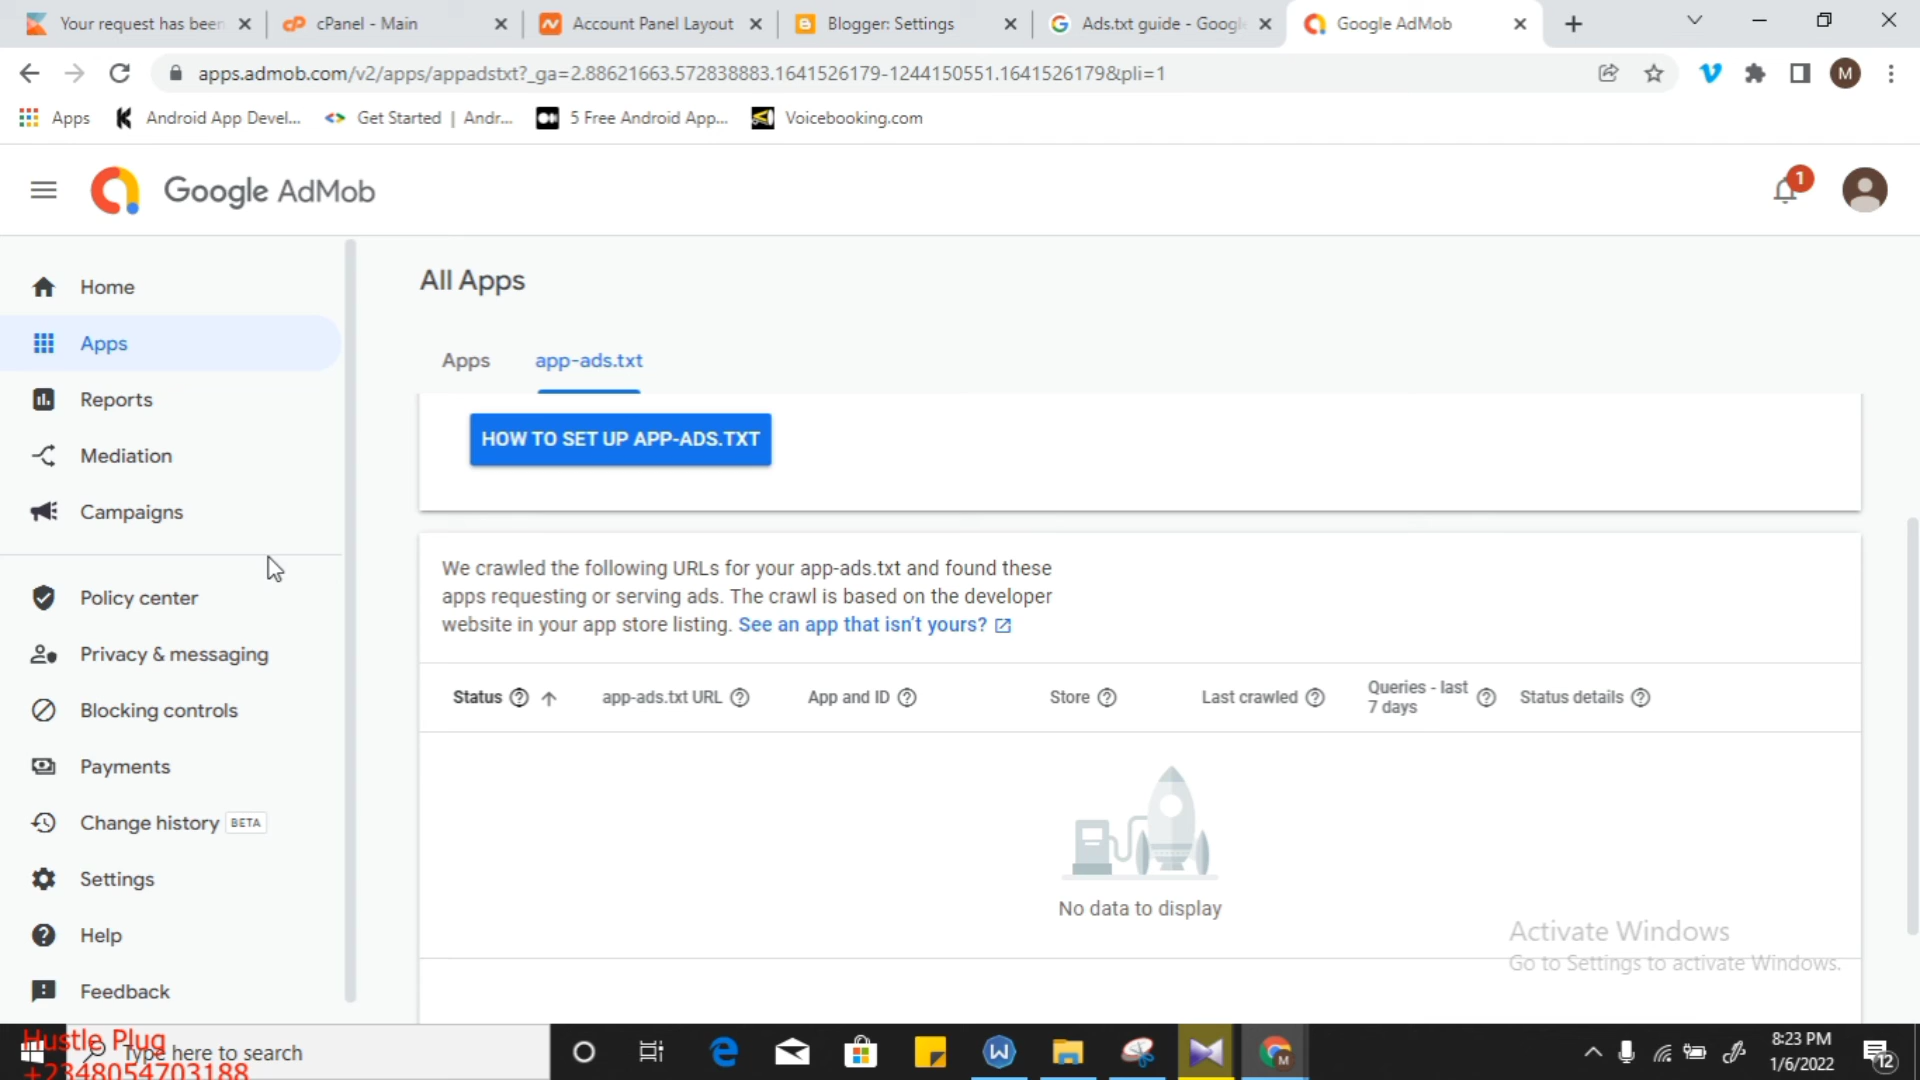 Your request has been
cPanel - Main
Account Panel Layout
Blogger: Settings
Ads.txt guide - Google
Google AdMob
apps.admob.com/v2/apps/appadstxt?_ga=2.88621663.572838883.1641526179-1244150551.1641526179&pli=1
M
Apps
Android App Devel...
Get Started | Andr...
5 Free Android App...
Voicebooking.com
Google AdMob
1
Home
Apps
Reports
Mediation
Campaigns
Policy center
Privacy & messaging
Blocking controls
Payments
Change history BETA
Settings
Help
Feedback
All Apps
Apps
app-ads.txt
HOW TO SET UP APP-ADS.TXT
We crawled the following URLs for your app-ads.txt and found these
apps requesting or serving ads. The crawl is based on the developer
website in your app store listing. See an app that isn't yours?
Status
app-ads.txt URL
App and ID
Store
Last crawled
Queries - last
7 days
Status details
No data to display
Activate Windows
Go to Settings to activate Windows.
Hustle Plug
+2348054703188
Type here to search
8:23 PM
1/6/2022
12